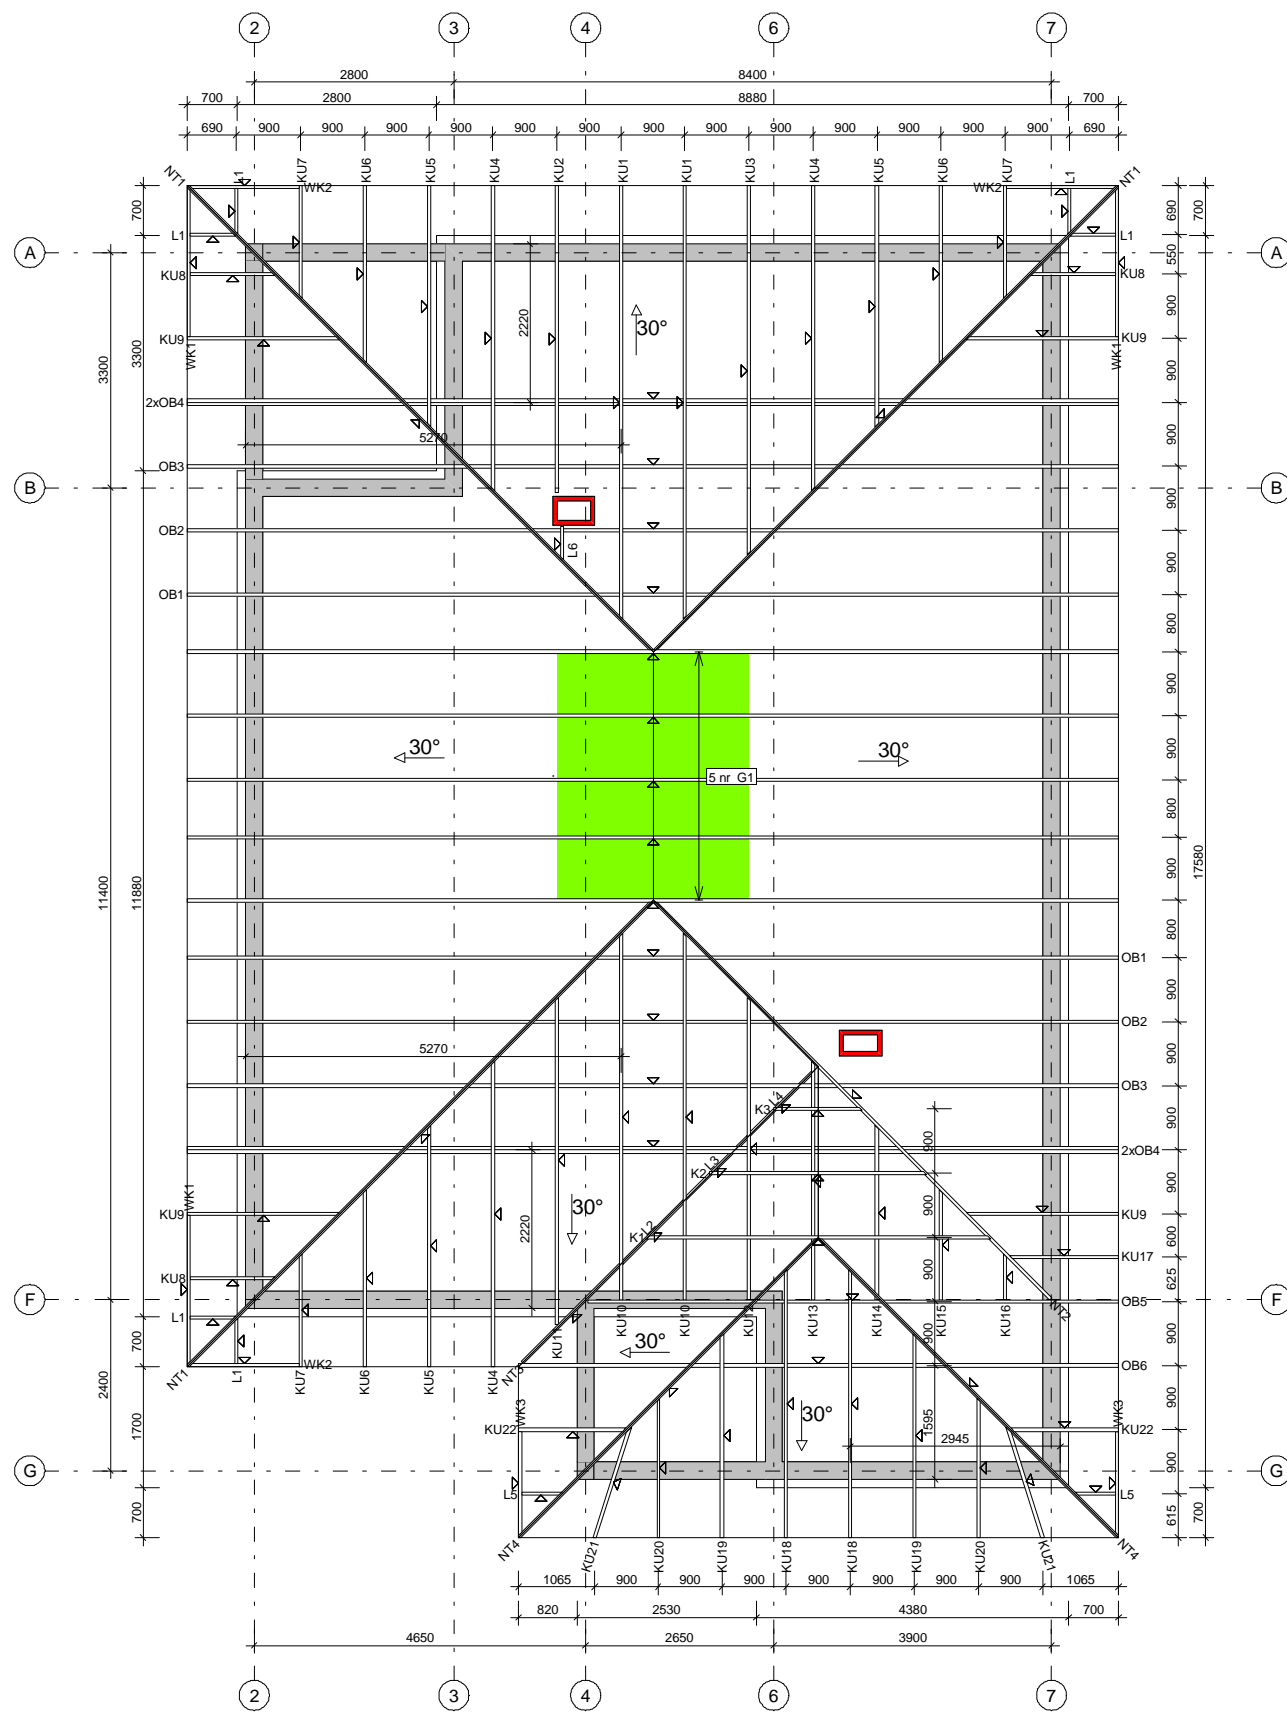 2 3 4 6 7
2800 8400
700 2800 8880 700
690 900 900 900 900 900 900 900 900 900 900 900 900 900 690
NT1 L1 KU7 KU6 KU5 KU4 KU2 KU1 KU1 KU3 KU4 KU5 KU6 KU7 L1 NT1
WK2 WK2
700 690 700
L1 L1
A A
550
KU8 KU8
900
2220 30°
3300 3300
KU9 KU9
WK1 WK1
900
2xOB4
900
5270
OB3
B B
900
OB2
L6
900
OB1
800
900
30° 30°
900
5 nr G1
800
11400 11880 17580
900
800
OB1
900
OB2
5270
900
OB3
L4
K3
900
900
2xOB4
L3
K2
900
WK1
KU9 KU9
30°
2220
L2
K1
900
600
KU17
KU8
900
625
F OB5 F
NT2
KU10 KU10 KU12 KU13 KU14 KU15 KU16
L1
KU11
700
30°
900
900
OB6
NT1 L1 KU7 WK2 KU6 KU5 KU4 NT3
2400 1700
WK3 WK3
900
KU22 KU22
30°
1595
2945
G G
900
L5 L5
700 615 700
NT4 KU21 KU20 KU19 KU18 KU18 KU19 KU20 KU21 NT4
1065 900 900 900 900 900 900 900 1065
820 2530 4380 700
4650 2650 3900
2 3 4 6 7